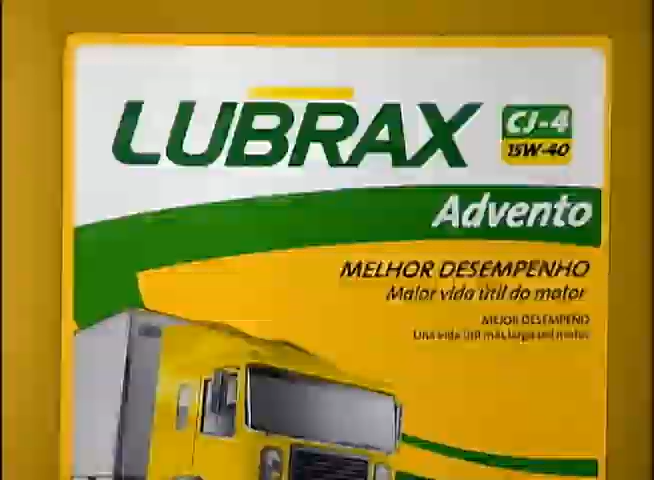 LUBRAX
CJ-4
15W-40
Advento
MELHOR DESEMPENHO
Maior vida útil do motor
MEJOR DESEMPEÑO
Una vida útil más larga del motor